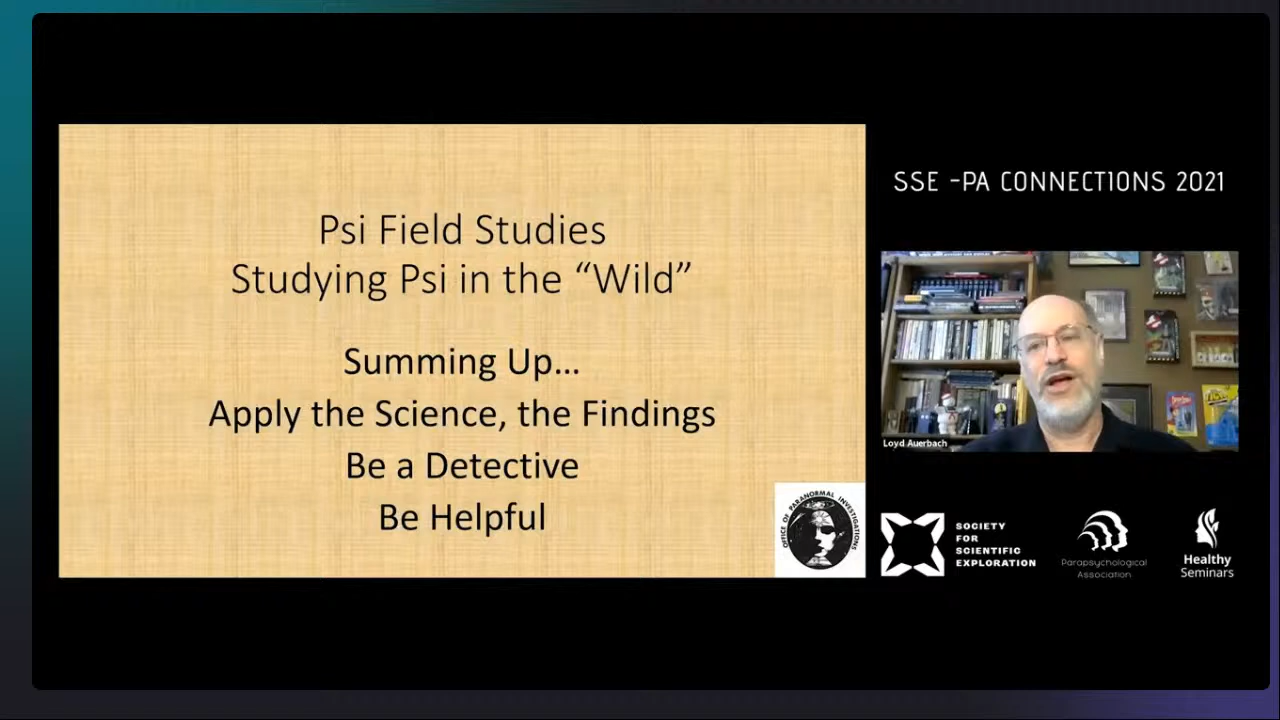 Psi Field Studies
Studying Psi in the “Wild”
Summing Up…
Apply the Science, the Findings
Be a Detective
Be Helpful
OFFICE OF PARANORMAL INVESTIGATIONS
SSE -PA CONNECTIONS 2021
Loyd Auerbach
SOCIETY
FOR
SCIENTIFIC
EXPLORATION
Parapsychological
Association
Healthy
Seminars